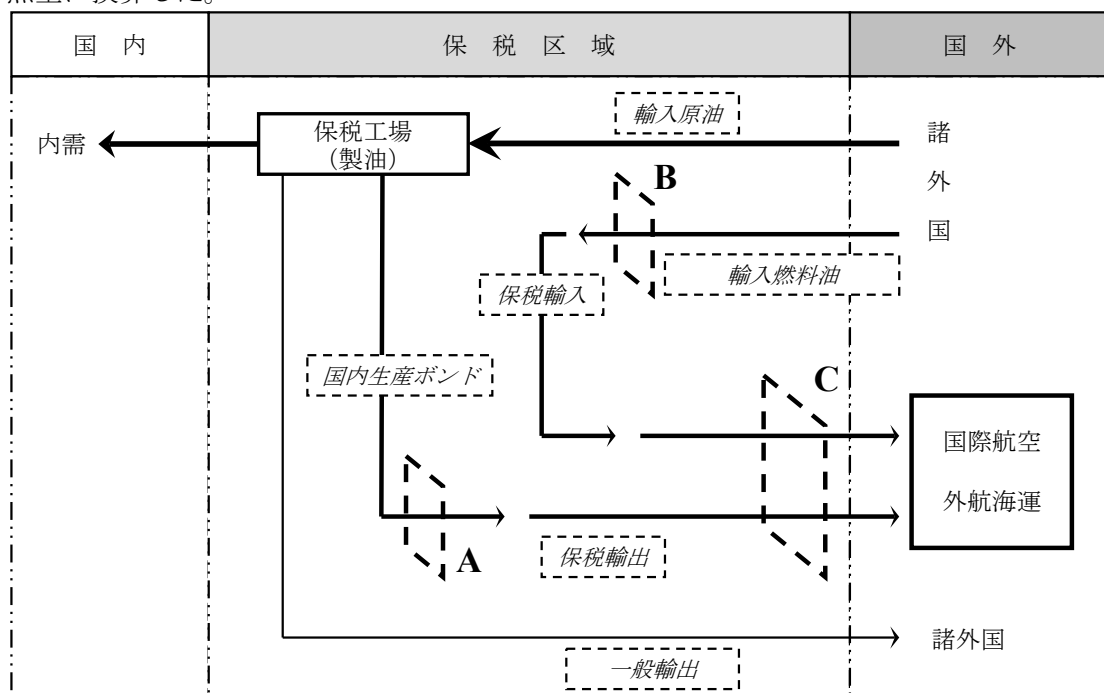 国 内
保 税 区 域
国 外
輸入原油
内需
保税工場
(製油)
諸
外
国
B
輸入燃料油
保税輸入
国内生産ボンド
C
国際航空
外航海運
A
保税輸出
諸外国
一般輸出